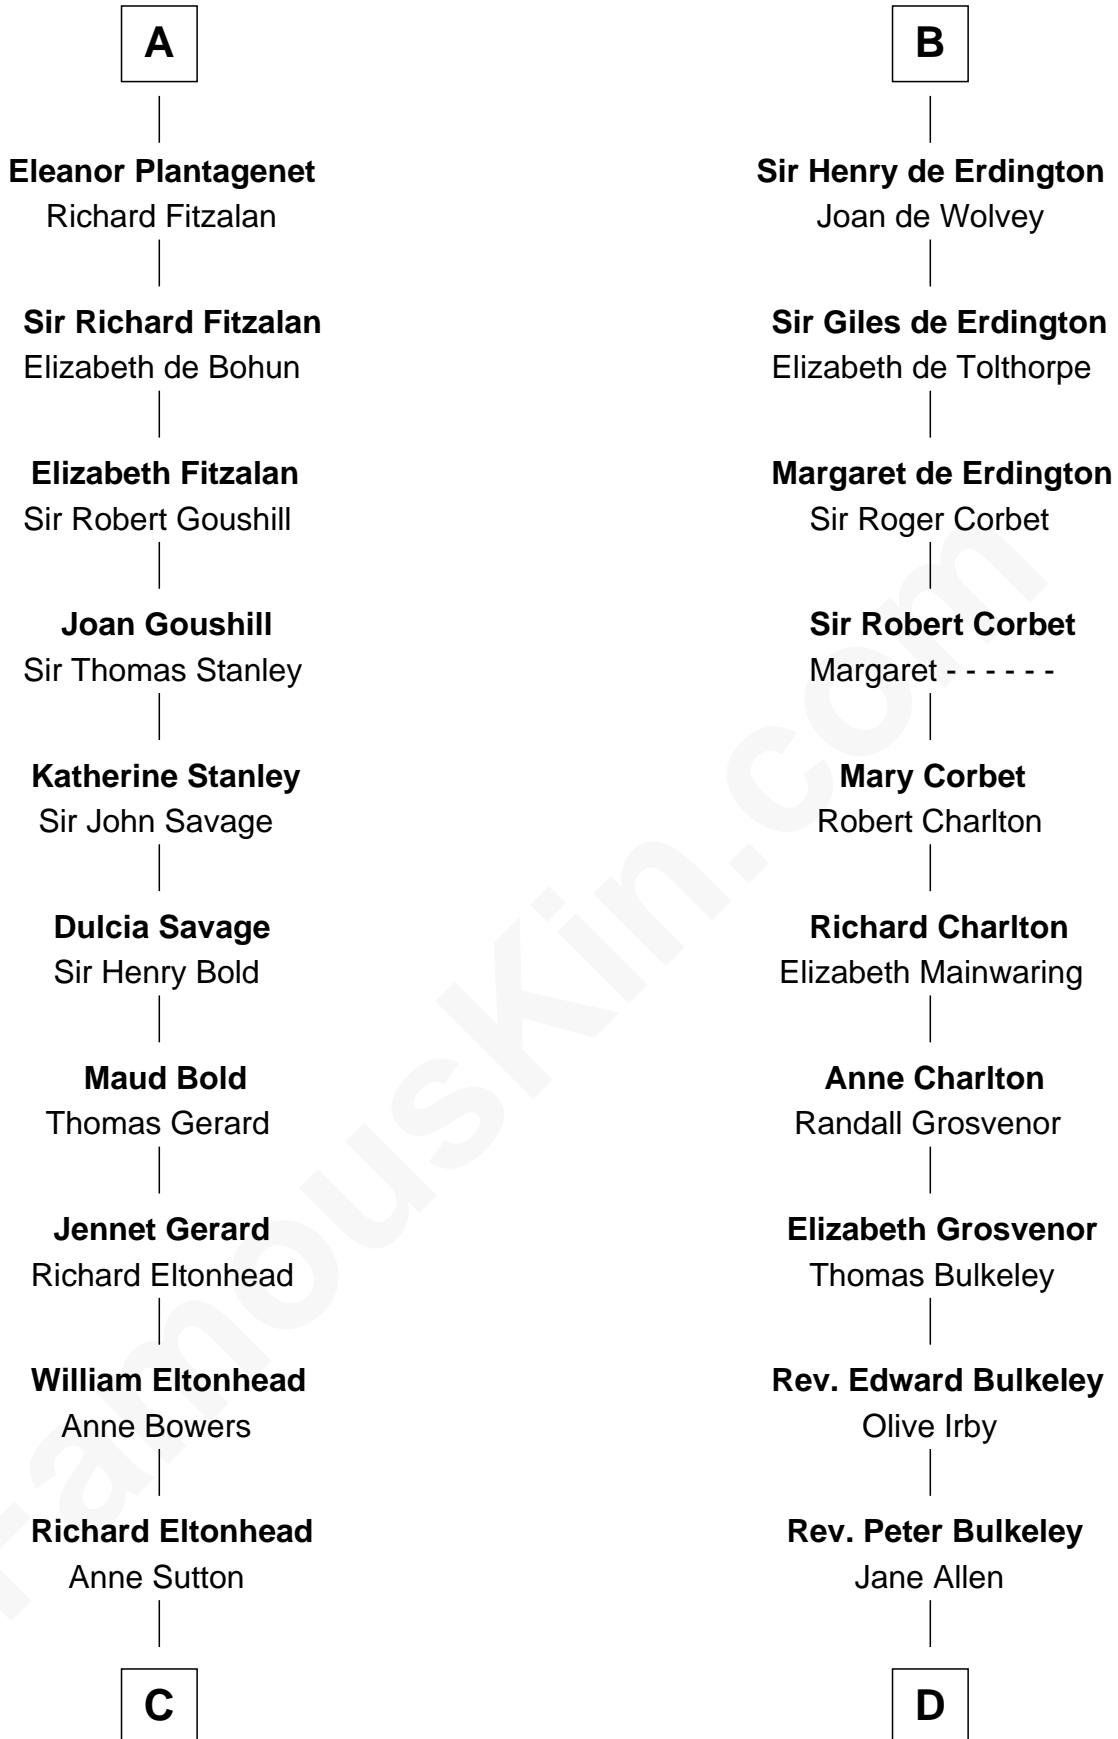 A
Eleanor Plantagenet
Richard Fitzalan
Sir Richard Fitzalan
Elizabeth de Bohun
Elizabeth Fitzalan
Sir Robert Goushill
Joan Goushill
Sir Thomas Stanley
Katherine Stanley
Sir John Savage
Dulcia Savage
Sir Henry Bold
Maud Bold
Thomas Gerard
Jennet Gerard
Richard Eltonhead
William Eltonhead
Anne Bowers
Richard Eltonhead
Anne Sutton
C
B
Sir Henry de Erdington
Joan de Wolvey
Sir Giles de Erdington
Elizabeth de Tolthorpe
Margaret de Erdington
Sir Roger Corbet
Sir Robert Corbet
Margaret - - - - - -
Mary Corbet
Robert Charlton
Richard Charlton
Elizabeth Mainwaring
Anne Charlton
Randall Grosvenor
Elizabeth Grosvenor
Thomas Bulkeley
Rev. Edward Bulkeley
Olive Irby
Rev. Peter Bulkeley
Jane Allen
D
FamousKin.com